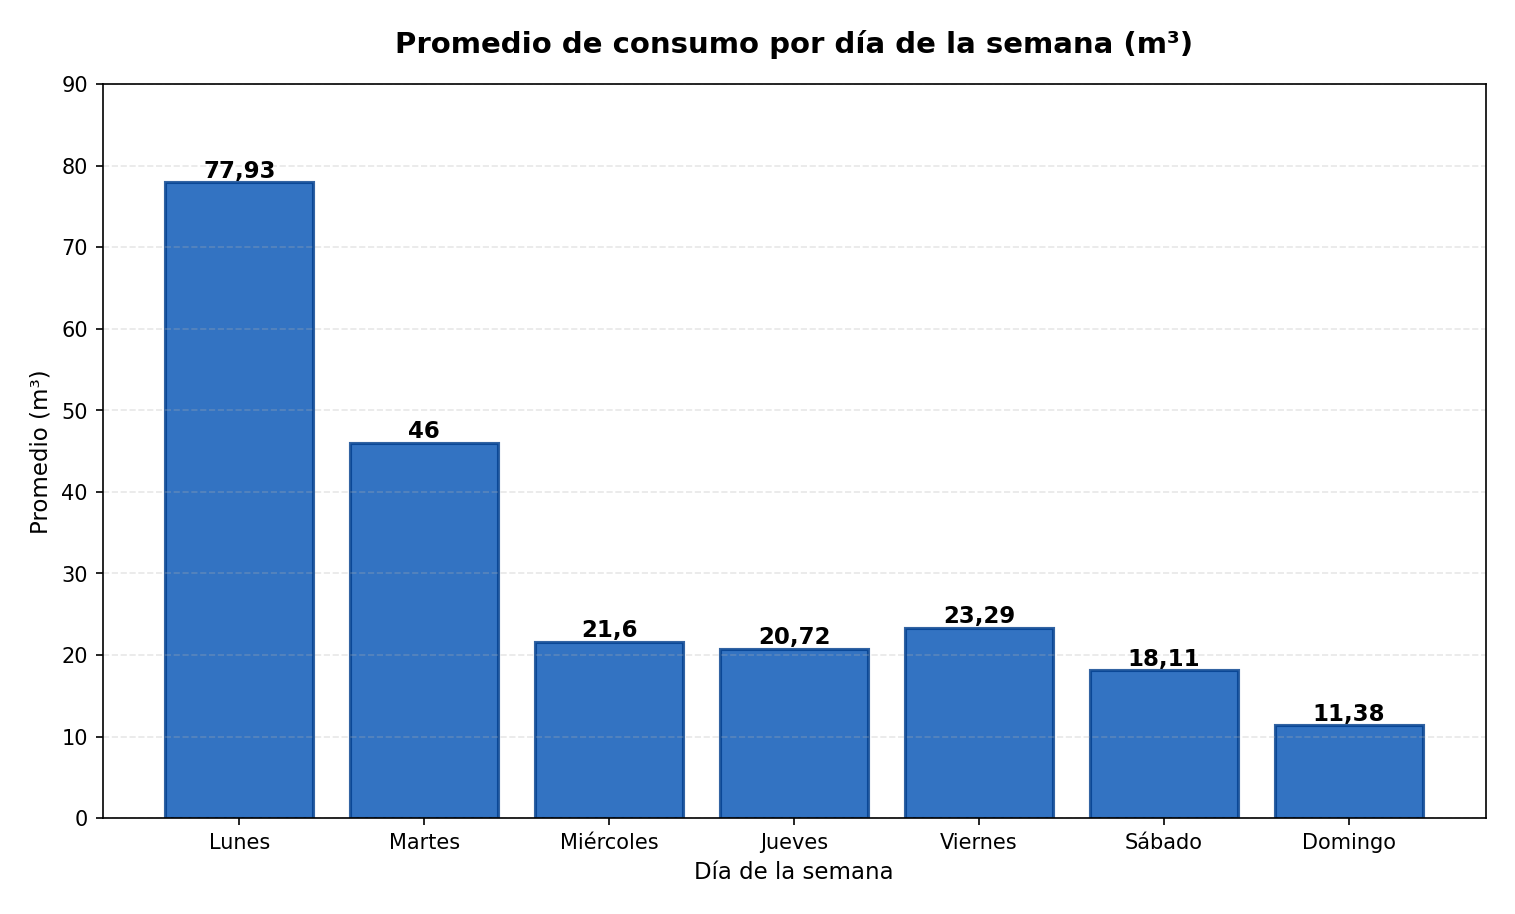 Promedio de consumo por día de la semana (m³)
90
80
70
60
50
40
30
20
10
0
Promedio (m³)
77,93
46
21,6
20,72
23,29
18,11
11,38
Lunes
Martes
Miércoles
Jueves
Viernes
Sábado
Domingo
Día de la semana